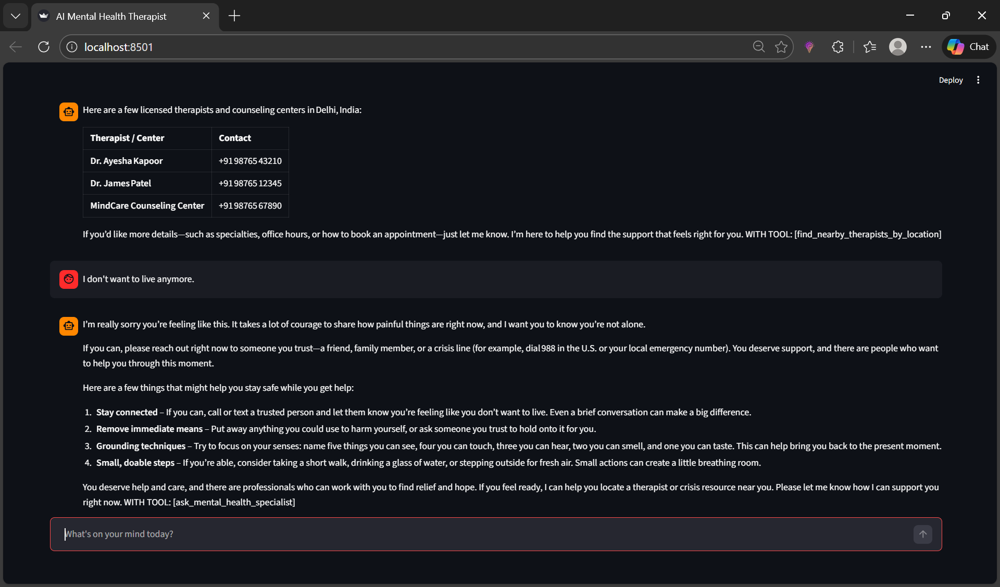 AI Mental Health Therapist
localhost:8501
Chat
Deploy
Here are a few licensed therapists and counseling centers in Delhi, India:
Therapist / Center Contact
Dr. Ayesha Kapoor +91 98765 43210
Dr. James Patel +91 98765 12345
MindCare Counseling Center +91 98765 67890
If you’d like more details—such as specialties, office hours, or how to book an appointment—just let me know. I’m here to help you find the support that feels right for you. WITH TOOL: [find_nearby_therapists_by_location]
I don't want to live anymore.
I’m really sorry you’re feeling like this. It takes a lot of courage to share how painful things are right now, and I want you to know you’re not alone.
If you can, please reach out right now to someone you trust—a friend, family member, or a crisis line (for example, dial 988 in the U.S. or your local emergency number). You deserve support, and there are people who want
to help you through this moment.
Here are a few things that might help you stay safe while you get help:
1. Stay connected – If you can, call or text a trusted person and let them know you’re feeling like you don’t want to live. Even a brief conversation can make a big difference.
2. Remove immediate means – Put away anything you could use to harm yourself, or ask someone you trust to hold onto it for you.
3. Grounding techniques – Try to focus on your senses: name five things you can see, four you can touch, three you can hear, two you can smell, and one you can taste. This can help bring you back to the present moment.
4. Small, doable steps – If you’re able, consider taking a short walk, drinking a glass of water, or stepping outside for fresh air. Small actions can create a little breathing room.
You deserve help and care, and there are professionals who can work with you to find relief and hope. If you feel ready, I can help you locate a therapist or crisis resource near you. Please let me know how I can support you
right now. WITH TOOL: [ask_mental_health_specialist]
What's on your mind today?